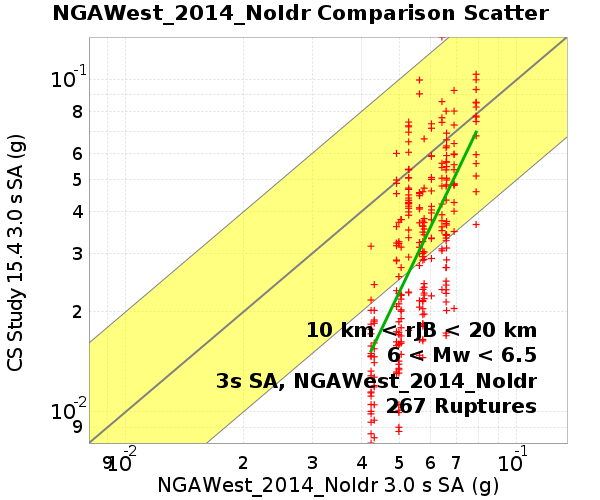 NGAWest_2014_NoIdr Comparison Scatter
CS Study 15.4 3.0 s SA (g)
10⁻¹
8
6
5
4
3
2
10⁻²
9
10 km < rJB < 20 km
6 < Mw < 6.5
3s SA, NGAWest_2014_NoIdr
267 Ruptures
9 10⁻² 2 3 4 5 6 8 10⁻¹
NGAWest_2014_NoIdr 3.0 s SA (g)